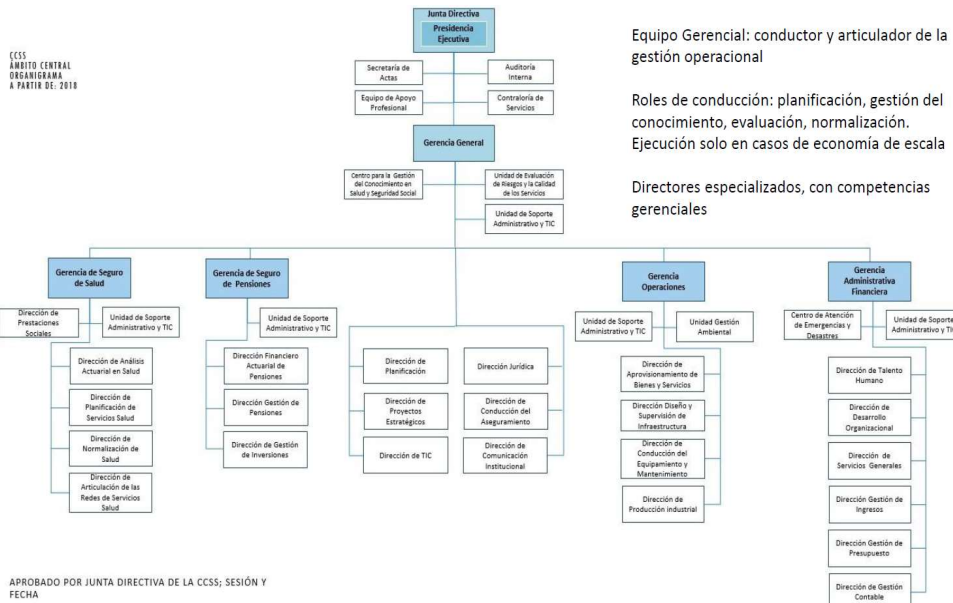 CCSS
ÁMBITO CENTRAL
ORGANIGRAMA
A PARTIR DE: 2018
Junta Directiva
Presidencia
Ejecutiva
Secretaría de
Actas
Auditoría
Interna
Equipo de Apoyo
Profesional
Contraloría de
Servicios
Gerencia General
Centro para la Gestión
del Conocimiento en
Salud y Seguridad Social
Unidad de Evaluación
de Riesgos y la Calidad
de los Servicios
Unidad de Soporte
Administrativo y TIC
Equipo Gerencial: conductor y articulador de la
gestión operacional
Roles de conducción: planificación, gestión del
conocimiento, evaluación, normalización.
Ejecución solo en casos de economía de escala
Directores especializados, con competencias
gerenciales
Gerencia de Seguro
de Salud
Dirección de
Prestaciones
Sociales
Unidad de Soporte
Administrativo y TIC
Dirección de Análisis
Actuarial en Salud
Dirección de
Planificación de
Servicios Salud
Dirección de
Normalización de
Salud
Dirección de
Articulación de las
Redes de Servicios
Salud
Gerencia de Seguro
de Pensiones
Unidad de Soporte
Administrativo y TIC
Dirección Financiero
Actuarial de
Pensiones
Dirección Gestión de
Pensiones
Dirección de Gestión
de Inversiones
Dirección de
Planificación
Dirección Jurídica
Dirección de
Proyectos
Estratégicos
Dirección de
Conducción del
Aseguramiento
Dirección de TIC
Dirección de
Comunicación
Institucional
Gerencia
Operaciones
Unidad de Soporte
Administrativo y TIC
Unidad Gestión
Ambiental
Dirección de
Aprovisionamiento de
Bienes y Servicios
Dirección Diseño y
Supervisión de
Infraestructura
Dirección de
Conducción del
Equipamiento y
Mantenimiento
Dirección de
Producción industrial
Gerencia
Administrativa
Financiera
Centro de Atención
de Emergencias y
Desastres
Unidad de Soporte
Administrativo y TIC
Dirección de Talento
Humano
Dirección de
Desarrollo
Organizacional
Dirección de
Servicios Generales
Dirección Gestión de
Ingresos
Dirección Gestión de
Presupuesto
Dirección de Gestión
Contable
APROBADO POR JUNTA DIRECTIVA DE LA CCSS; SESIÓN Y
FECHA